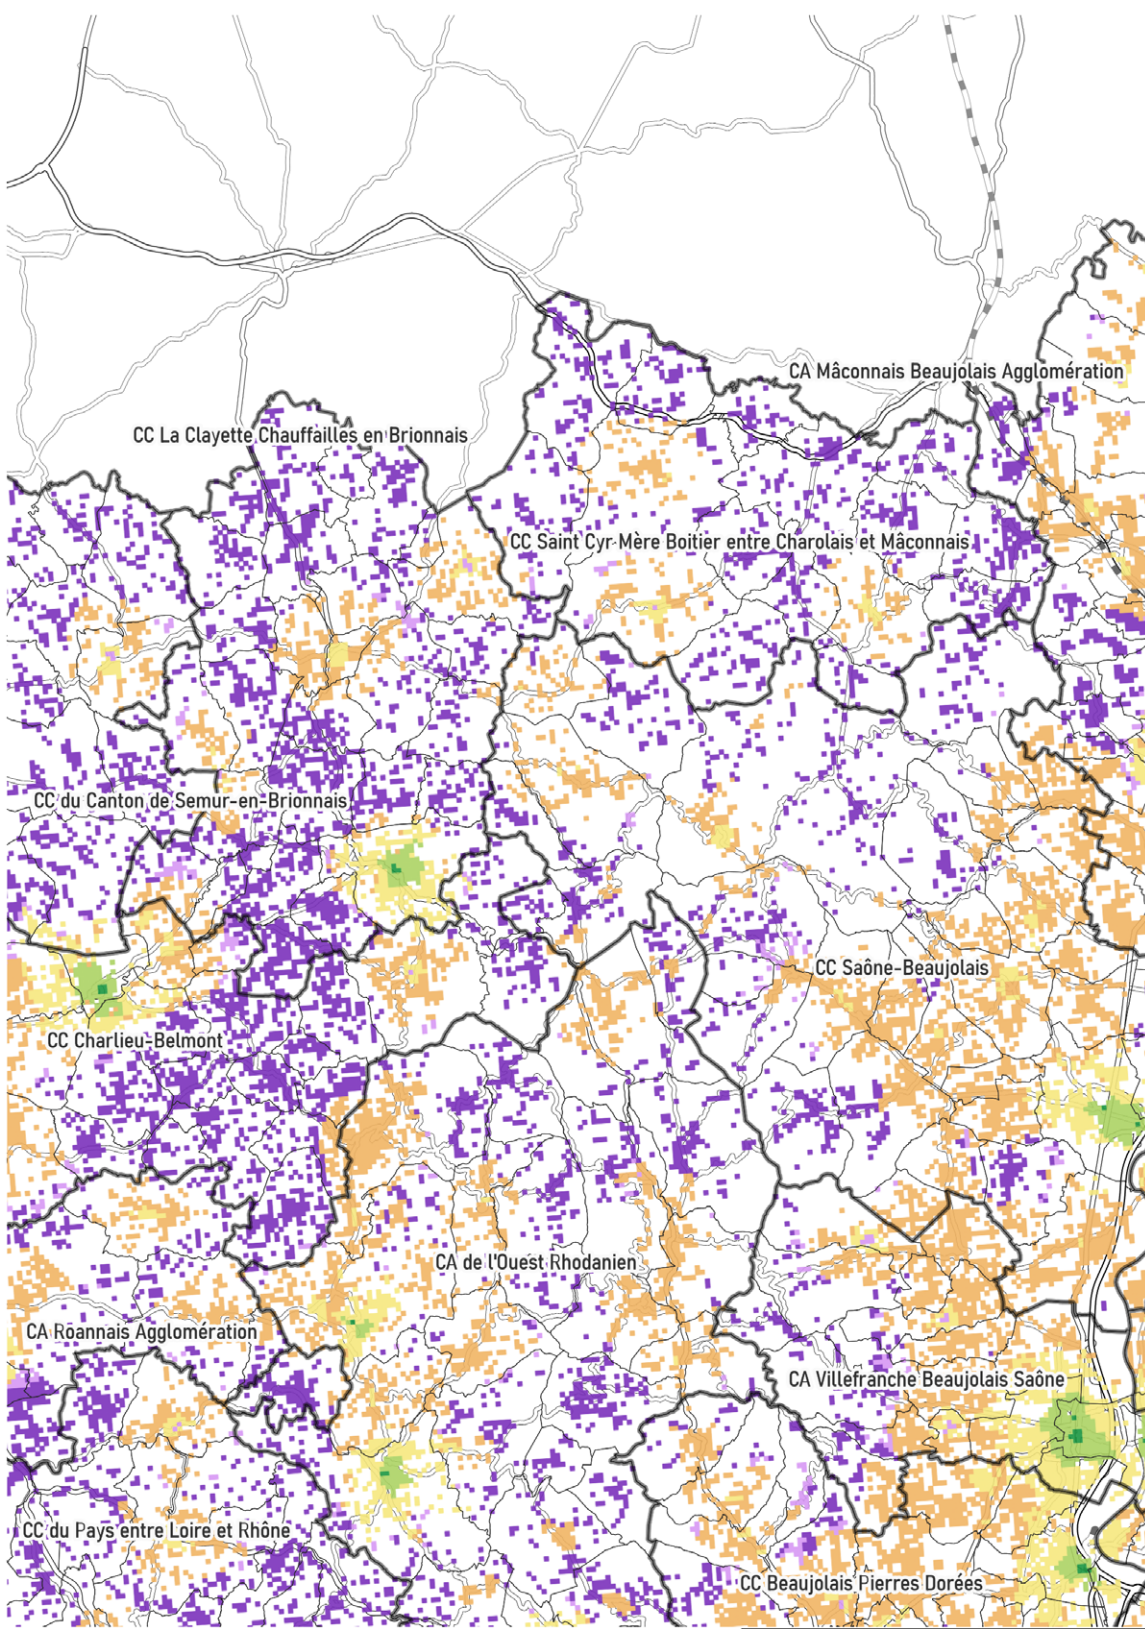 CA Mâconnais Beaujolais Agglomération
CC La Clayette Chauffailles en Brionnais
CC Saint Cyr Mère Boitier entre Charolais et Mâconnais
CC du Canton de Semur-en-Brionnais
CC Saône-Beaujolais
CC Charlieu-Belmont
CA de l'Ouest Rhodanien
CA Roannais Agglomération
CA Villefranche Beaujolais Saône
CC du Pays entre Loire et Rhône
CC Beaujolais Pierres Dorées